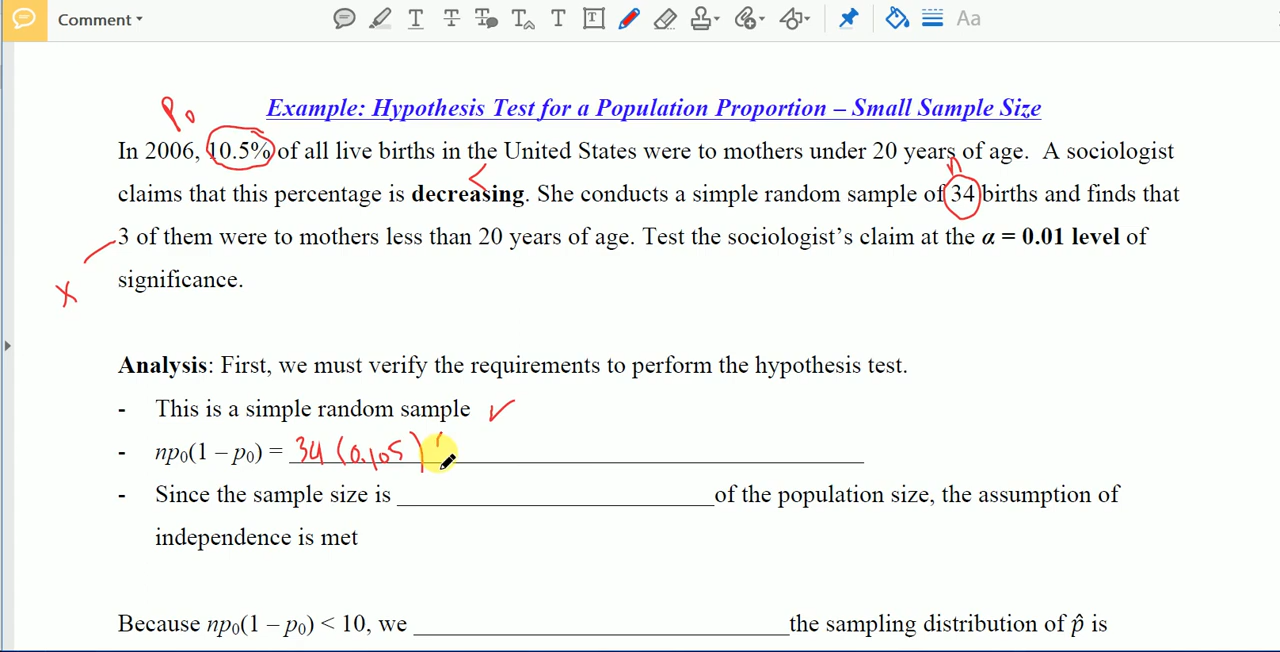 Comment
T T T T T T Aa
P₀
Example: Hypothesis Test for a Population Proportion – Small Sample Size
In 2006, 10.5% of all live births in the United States were to mothers under 20 years of age. A sociologist
< n
claims that this percentage is decreasing. She conducts a simple random sample of 34 births and finds that
3 of them were to mothers less than 20 years of age. Test the sociologist’s claim at the α = 0.01 level of
x significance.
Analysis: First, we must verify the requirements to perform the hypothesis test.
- This is a simple random sample ✓
- np₀(1 – p₀) = 34 (0.105) (
- Since the sample size is ______ of the population size, the assumption of
independence is met
Because np₀(1 – p₀) < 10, we ______ the sampling distribution of p̂ is